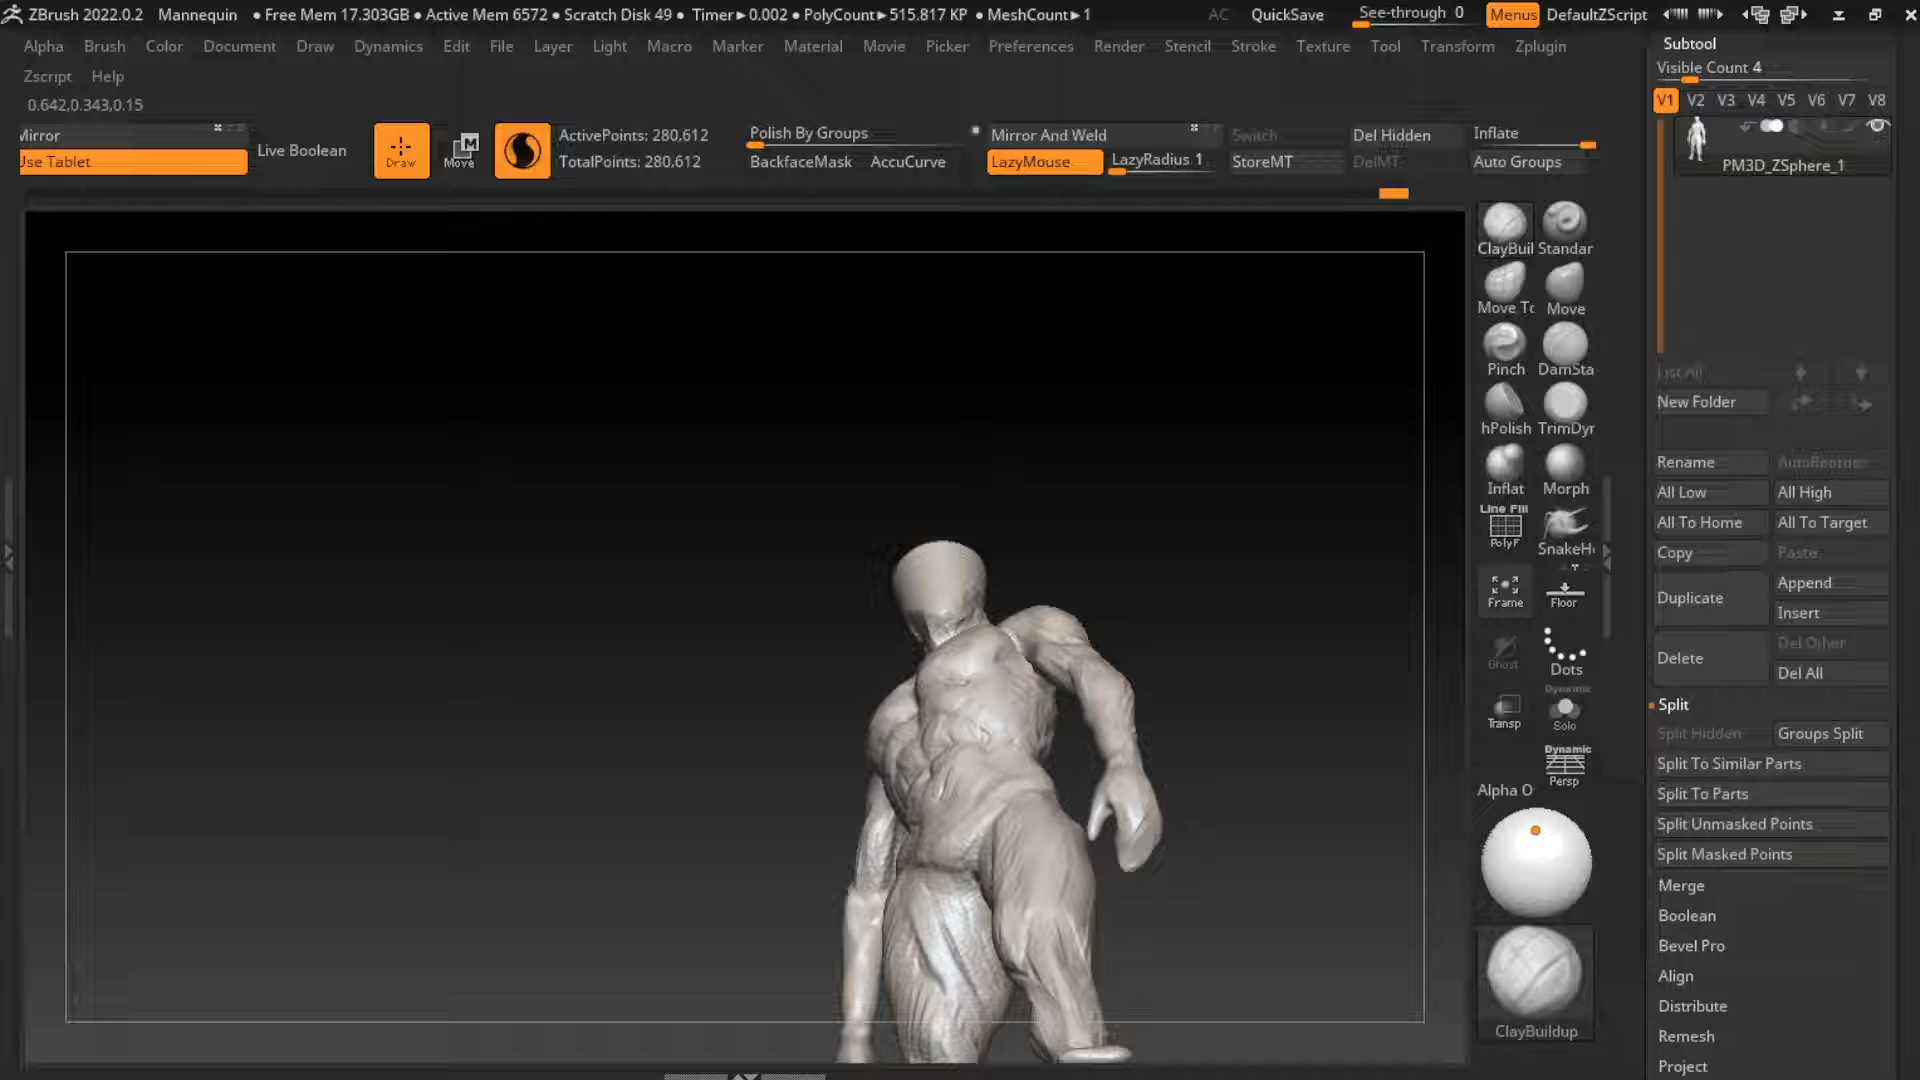 ZBrush 2022.0.2 Mannequin • Free Mem 17.303GB • Active Mem 6572 • Scratch Disk 49 • Timer▶0.002 • PolyCount▶515.817 KP • MeshCount▶1 AC QuickSave See-through 0 Menus DefaultZScript
Alpha Brush Color Document Draw Dynamics Edit File Layer Light Macro Marker Material Movie Picker Preferences Render Stencil Stroke Texture Tool Transform Zplugin
Zscript Help
0.642,0.343,0.15
Mirror
Use Tablet
Live Boolean
Draw
Move
ActivePoints: 280,612
TotalPoints: 280,612
Polish By Groups
BackfaceMask AccuCurve
Mirror And Weld
LazyMouse LazyRadius 1
Switch
StoreMT
Del Hidden
DelMT
Inflate
Auto Groups
ClayBuil Standar
Move To Move
Pinch DamSta
hPolish TrimDyr
Inflat Morph
Line Fill
PolyF
SnakeH
Frame Floor
Ghost Dots
Transp
Dynamic
Solo
Dynamic
Persp
Alpha O
ClayBuildup
Subtool
Visible Count 4
V1 V2 V3 V4 V5 V6 V7 V8
PM3D_ZSphere_1
List All
New Folder
Rename AutoReorder
All Low All High
All To Home All To Target
Copy Paste
Duplicate Append
Insert
Delete Del Other
Del All
Split
Split Hidden Groups Split
Split To Similar Parts
Split To Parts
Split Unmasked Points
Split Masked Points
Merge
Boolean
Bevel Pro
Align
Distribute
Remesh
Project